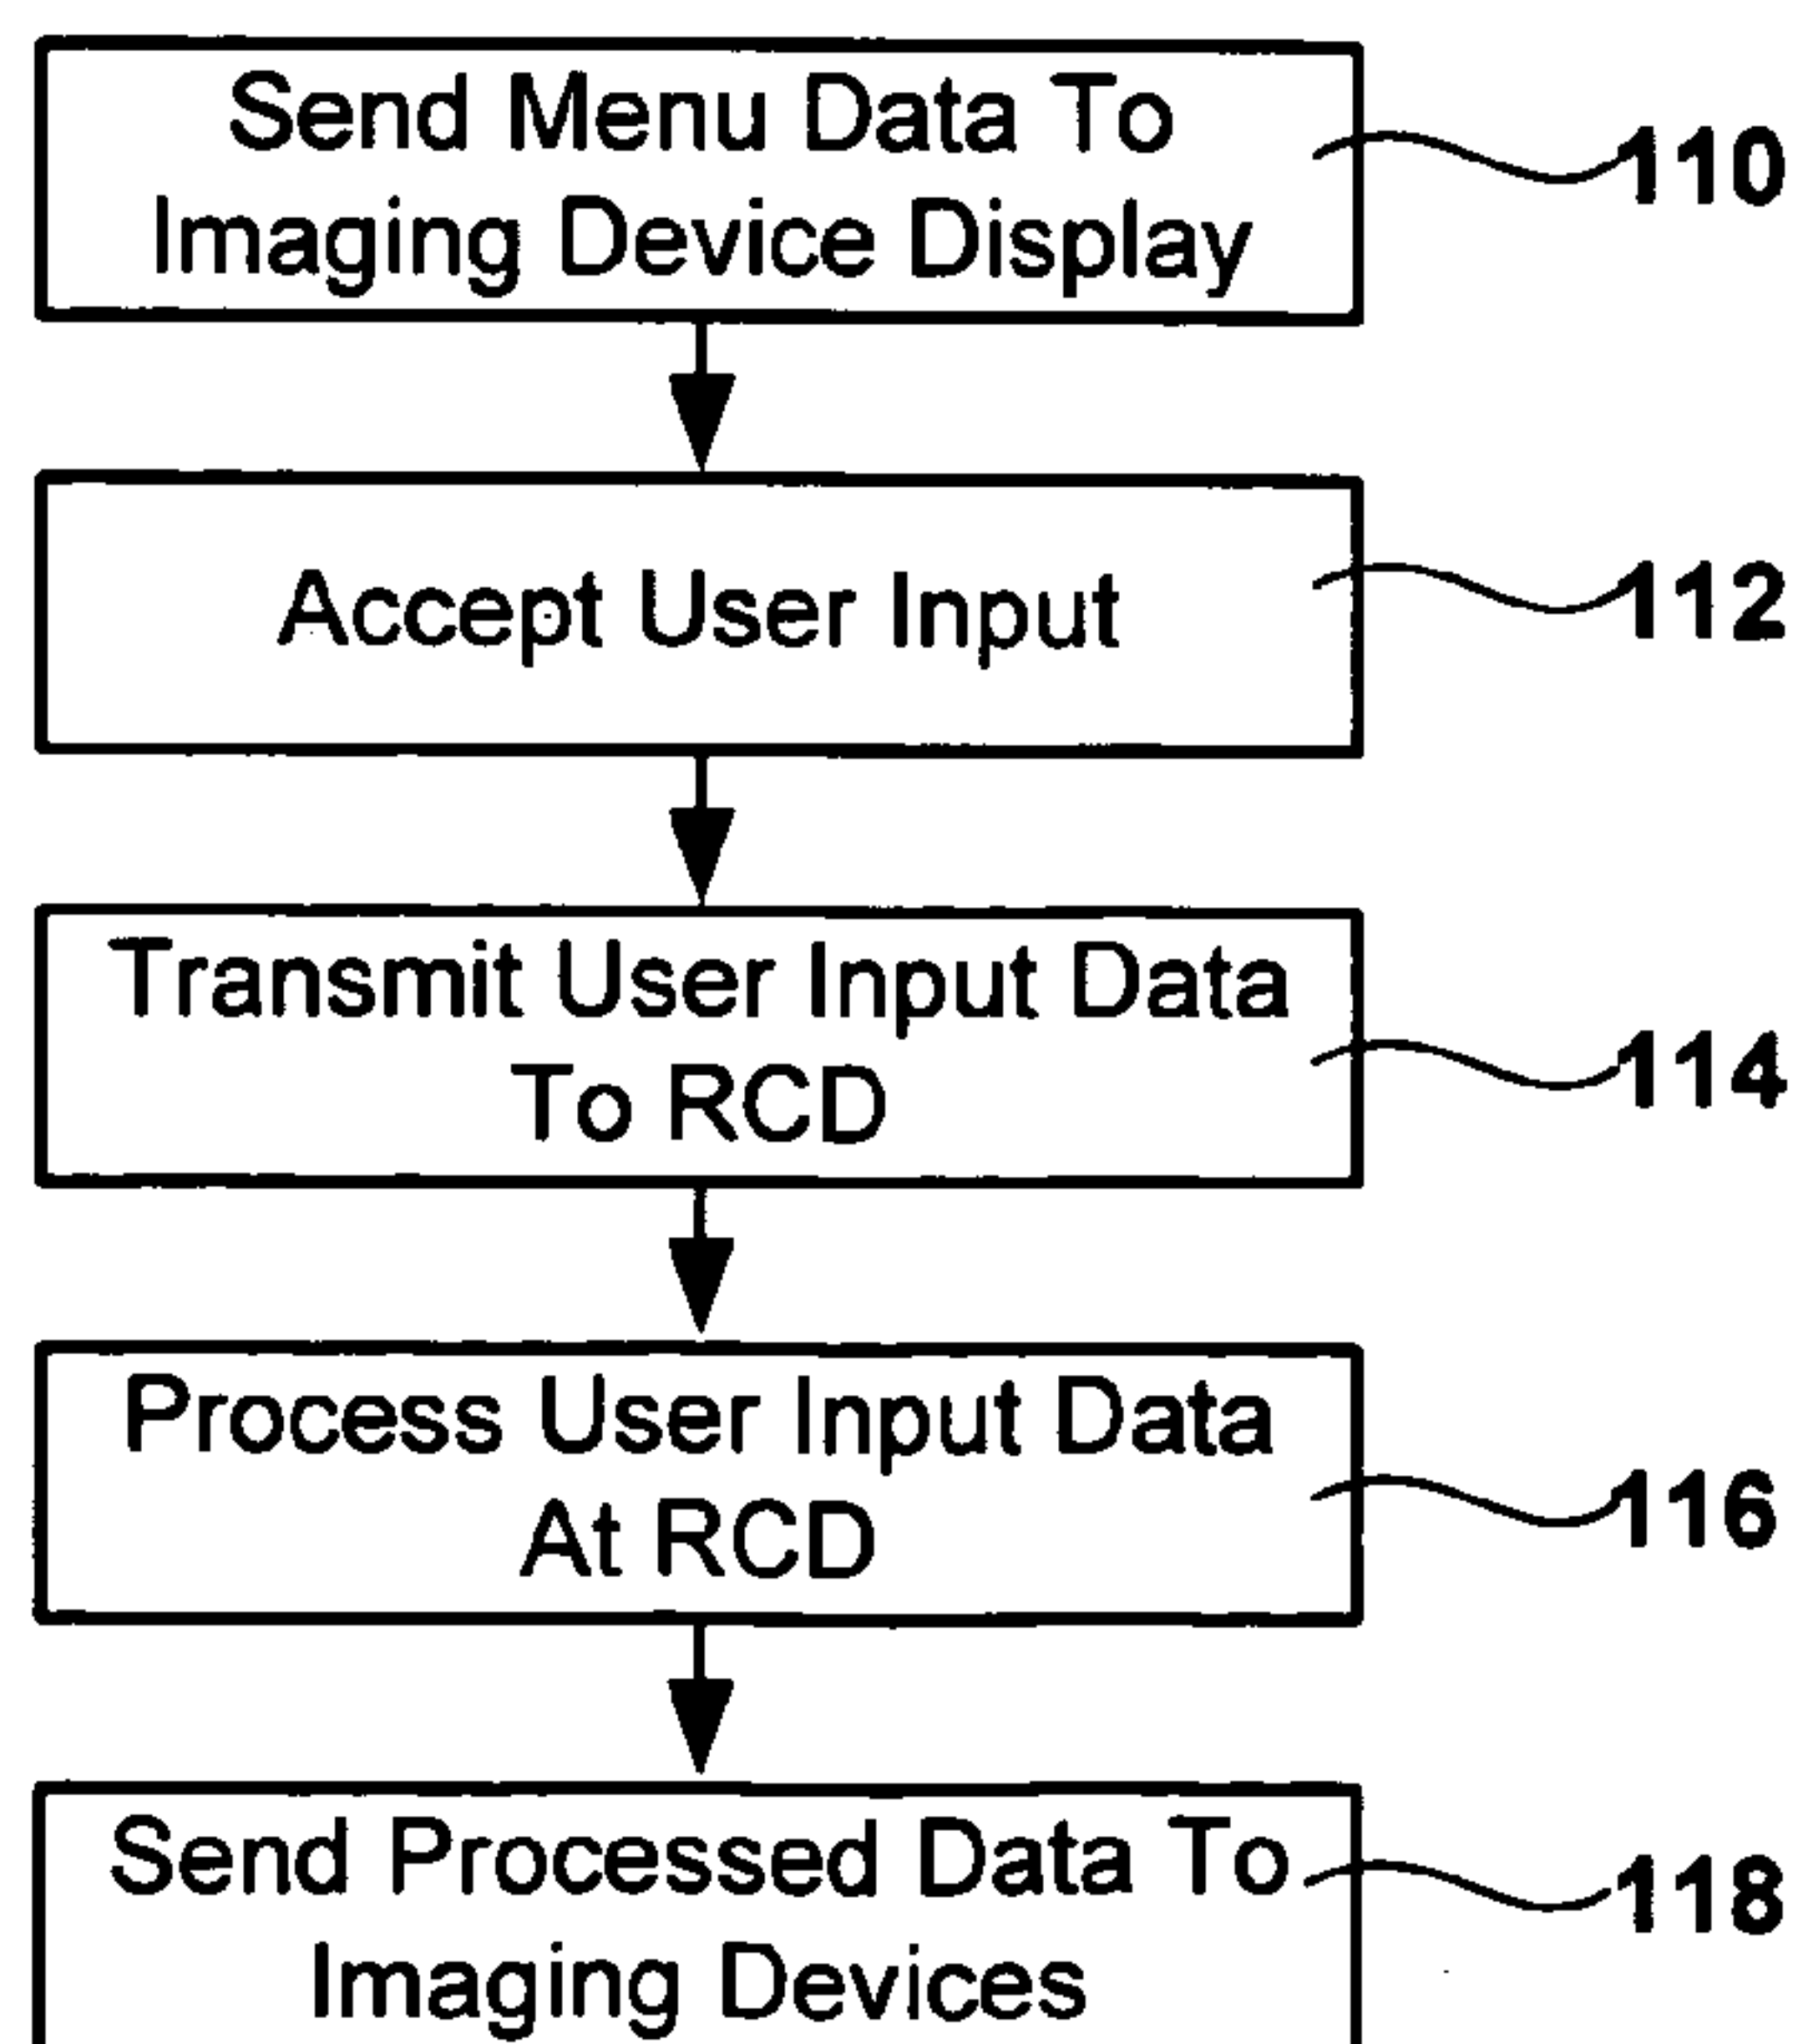 Send Menu Data To
Imaging Device Display
110
Accept User Input
112
Transmit User Input Data
To RCD
114
Process User Input Data
At RCD
116
Send Processed Data To
Imaging Devices
118